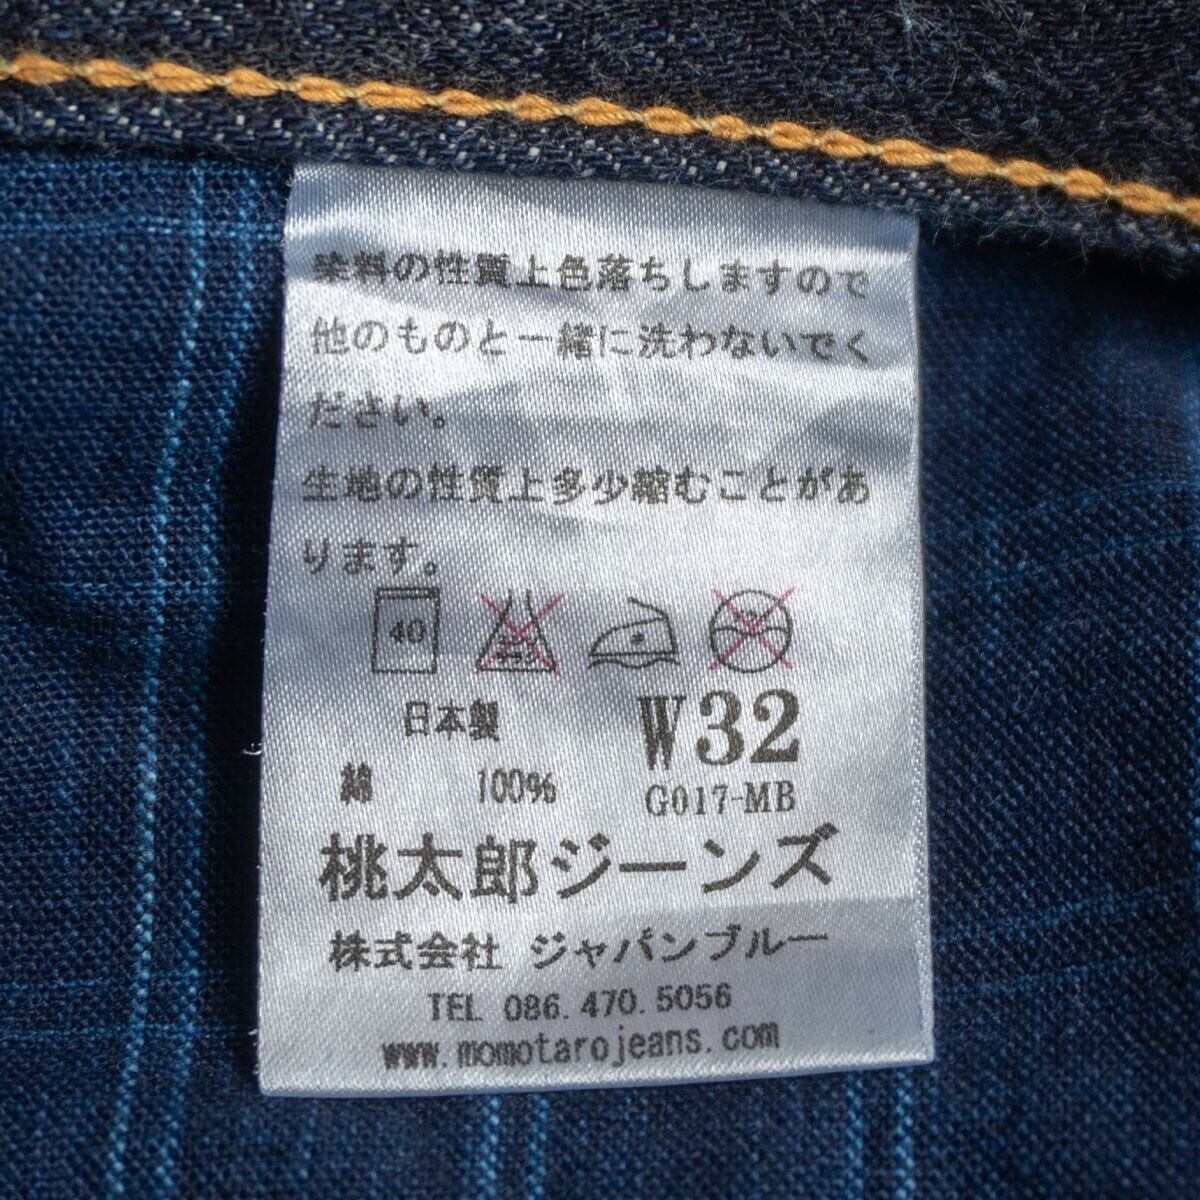 染料の性質上色落ちしますので
他のものと一緒に洗わないでく
ださい。
生地の性質上多少縮むことがあ
ります。
40
日本製 W32
綿 100% G017-MB
桃太郎ジーンズ
株式会社 ジャパンブルー
TEL 086.470.5056
www.momotarojeans.com